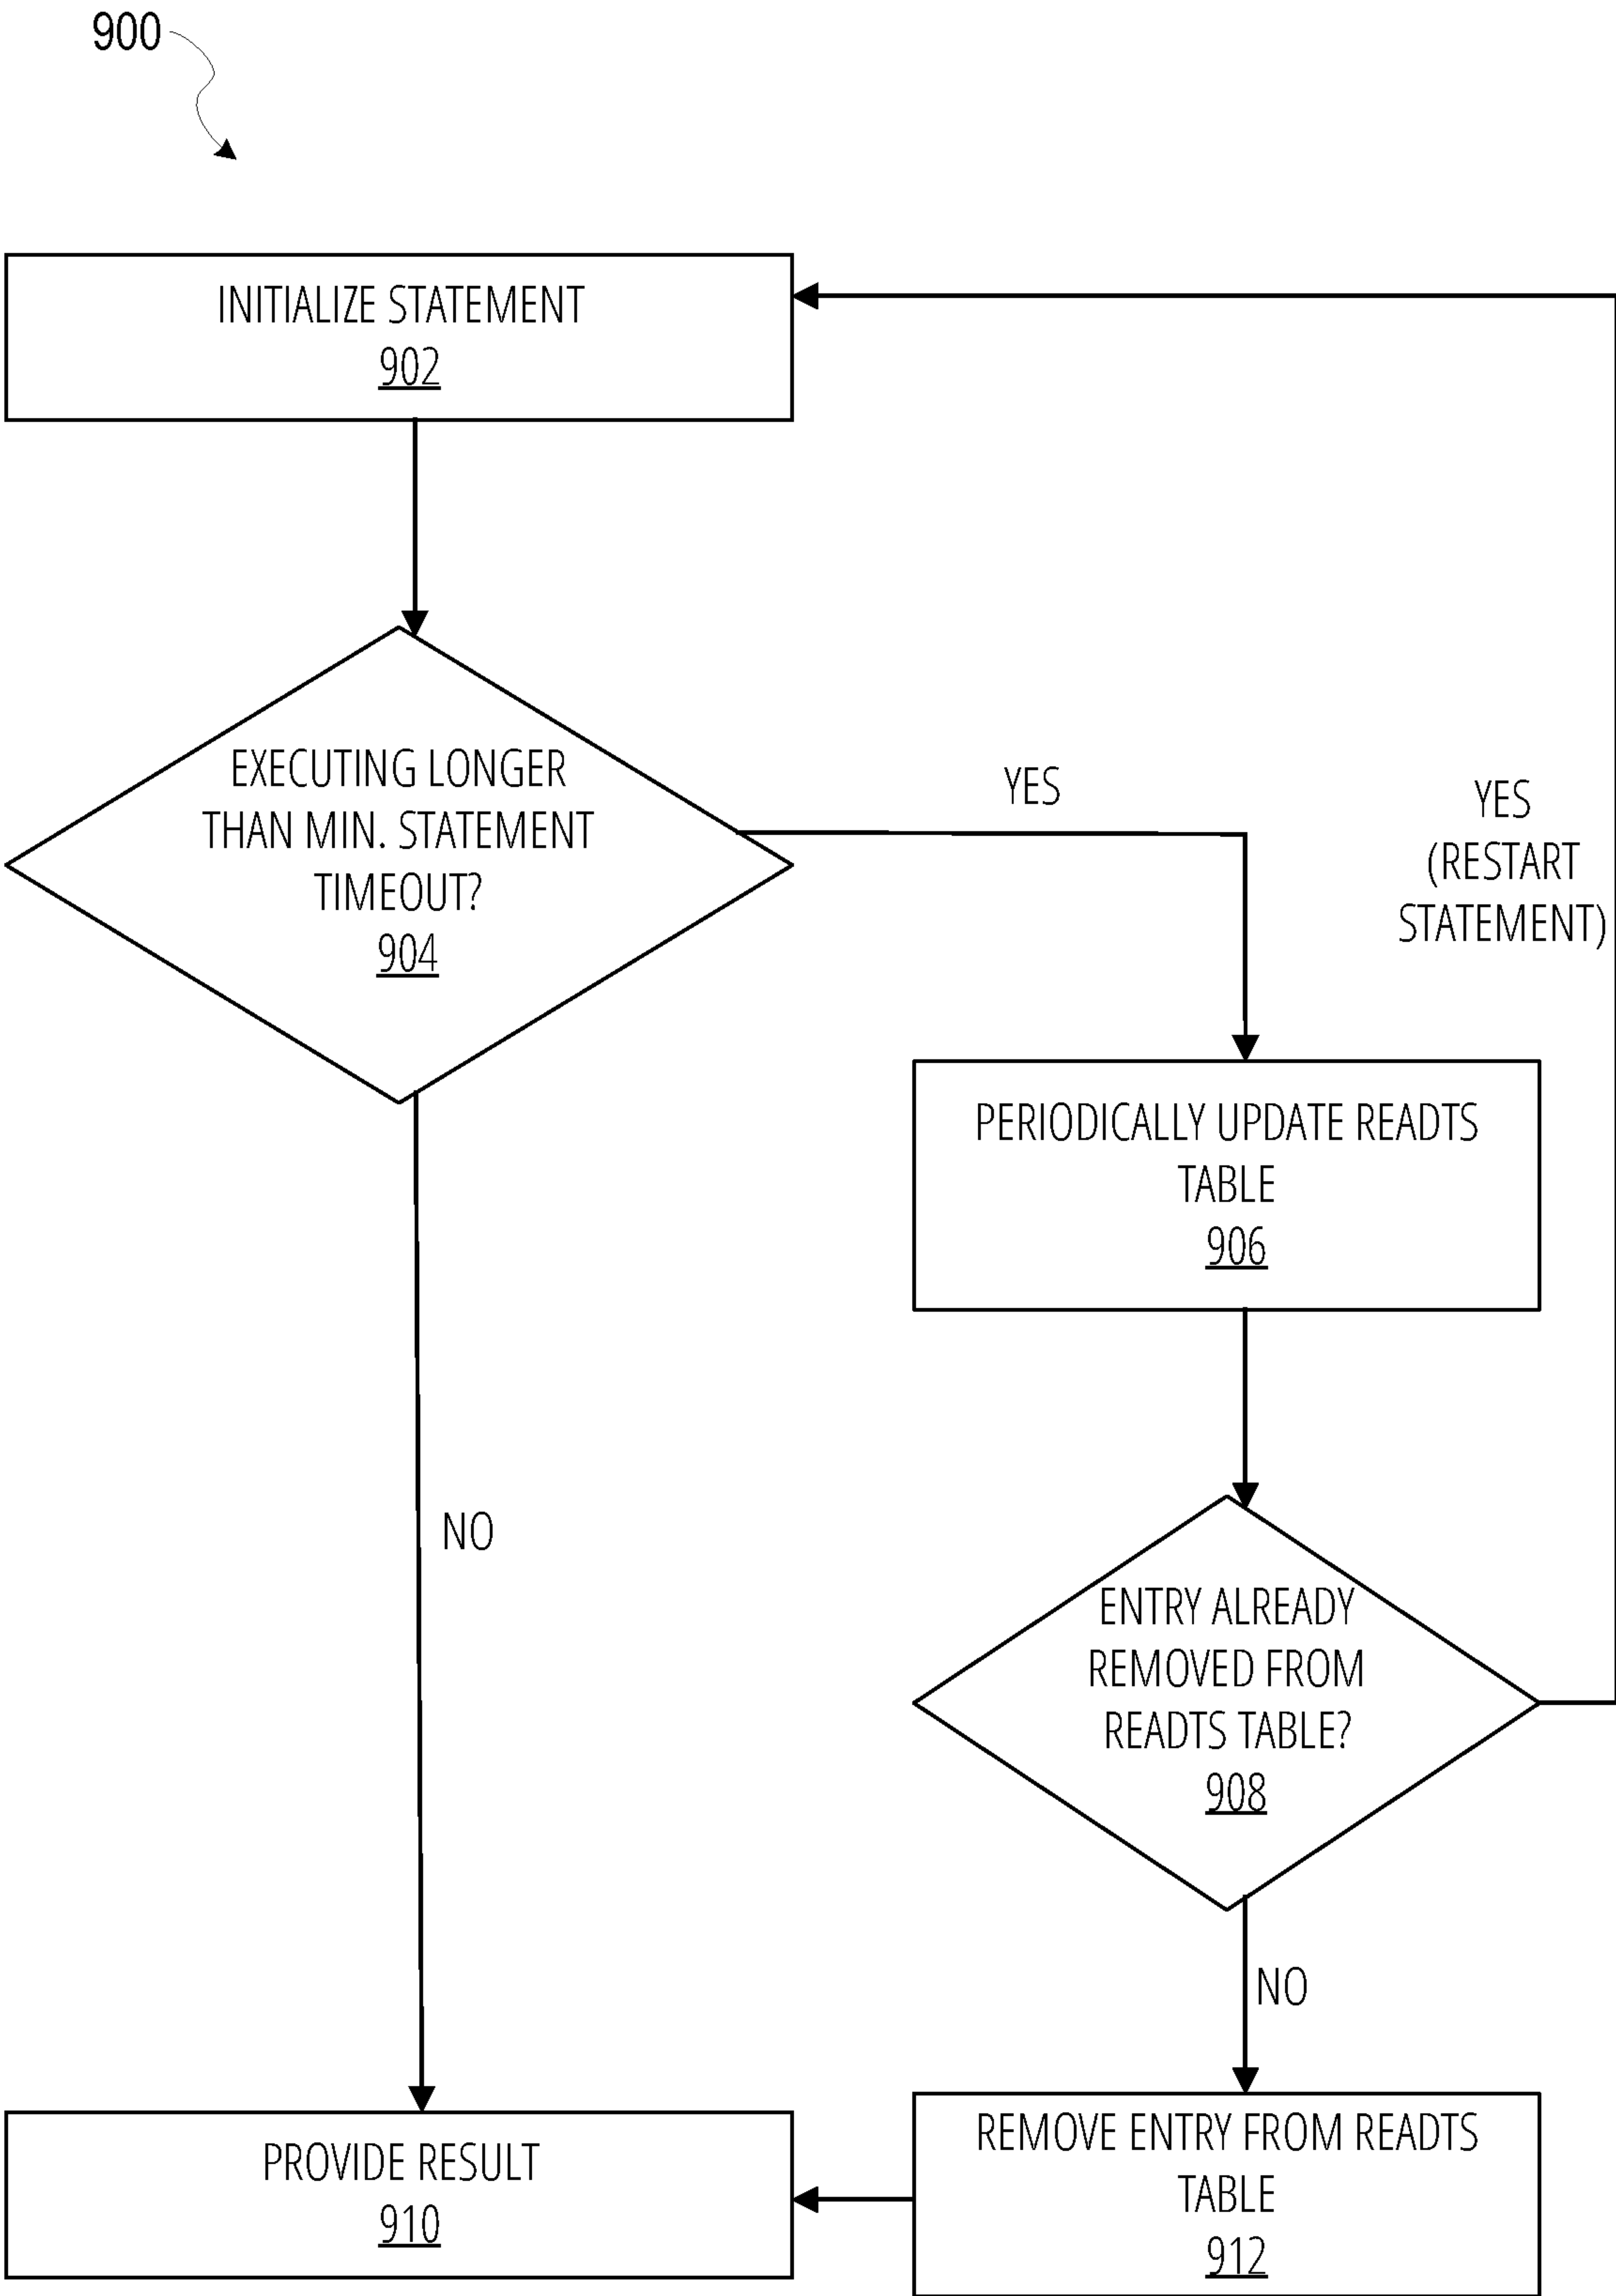 900
INITIALIZE STATEMENT
902
EXECUTING LONGER
THAN MIN. STATEMENT
TIMEOUT?
904
YES
YES
(RESTART
STATEMENT)
PERIODICALLY UPDATE READTS
TABLE
906
NO
ENTRY ALREADY
REMOVED FROM
READTS TABLE?
908
NO
REMOVE ENTRY FROM READTS
TABLE
912
PROVIDE RESULT
910